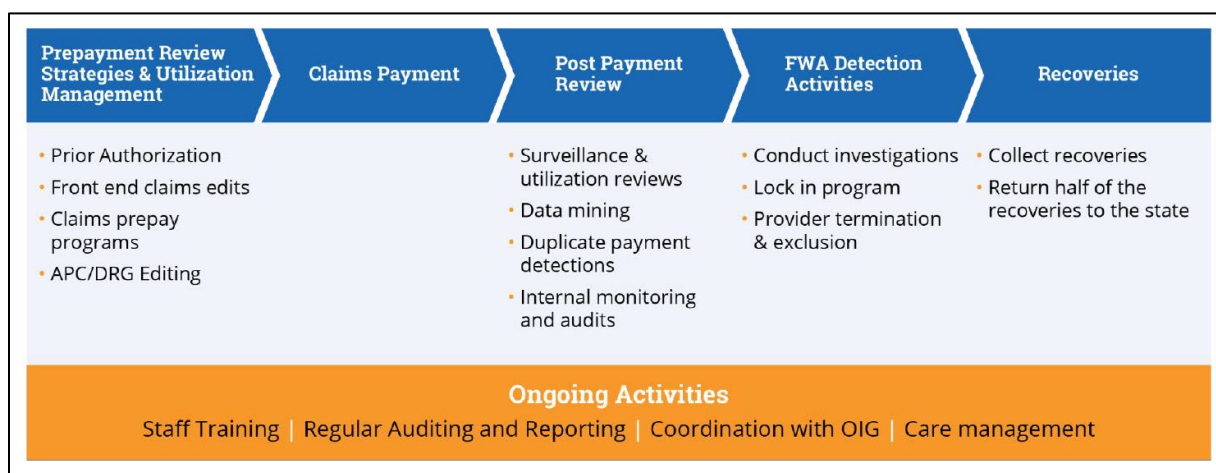 Prepayment Review
Strategies & Utilization
Management
Claims Payment
Post Payment
Review
FWA Detection
Activities
Recoveries
• Prior Authorization
• Front end claims edits
• Claims prepay
programs
• APC/DRG Editing
• Surveillance &
utilization reviews
• Data mining
• Duplicate payment
detections
• Internal monitoring
and audits
• Conduct investigations
• Lock in program
• Provider termination
& exclusion
• Collect recoveries
• Return half of the
recoveries to the state
Ongoing Activities
Staff Training | Regular Auditing and Reporting | Coordination with OIG | Care management